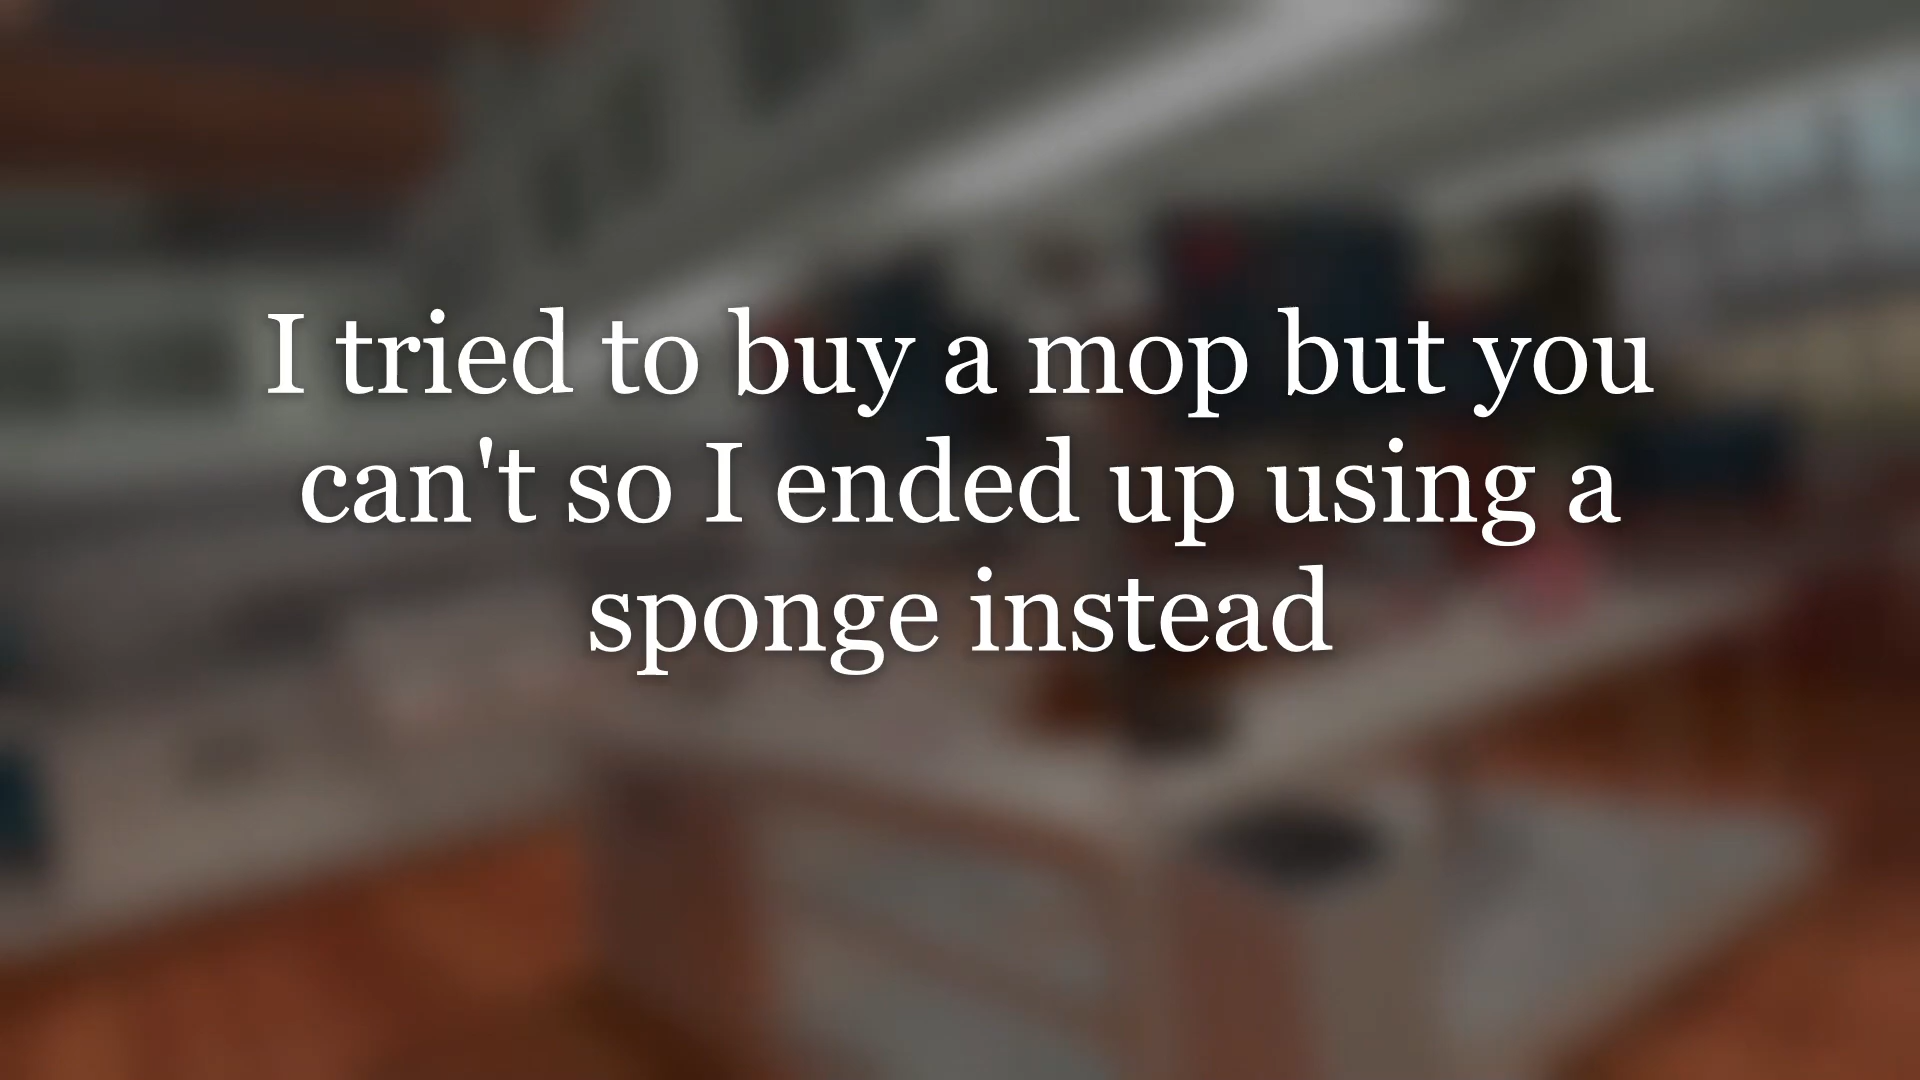 I tried to buy a mop but you
can't so I ended up using a
sponge instead